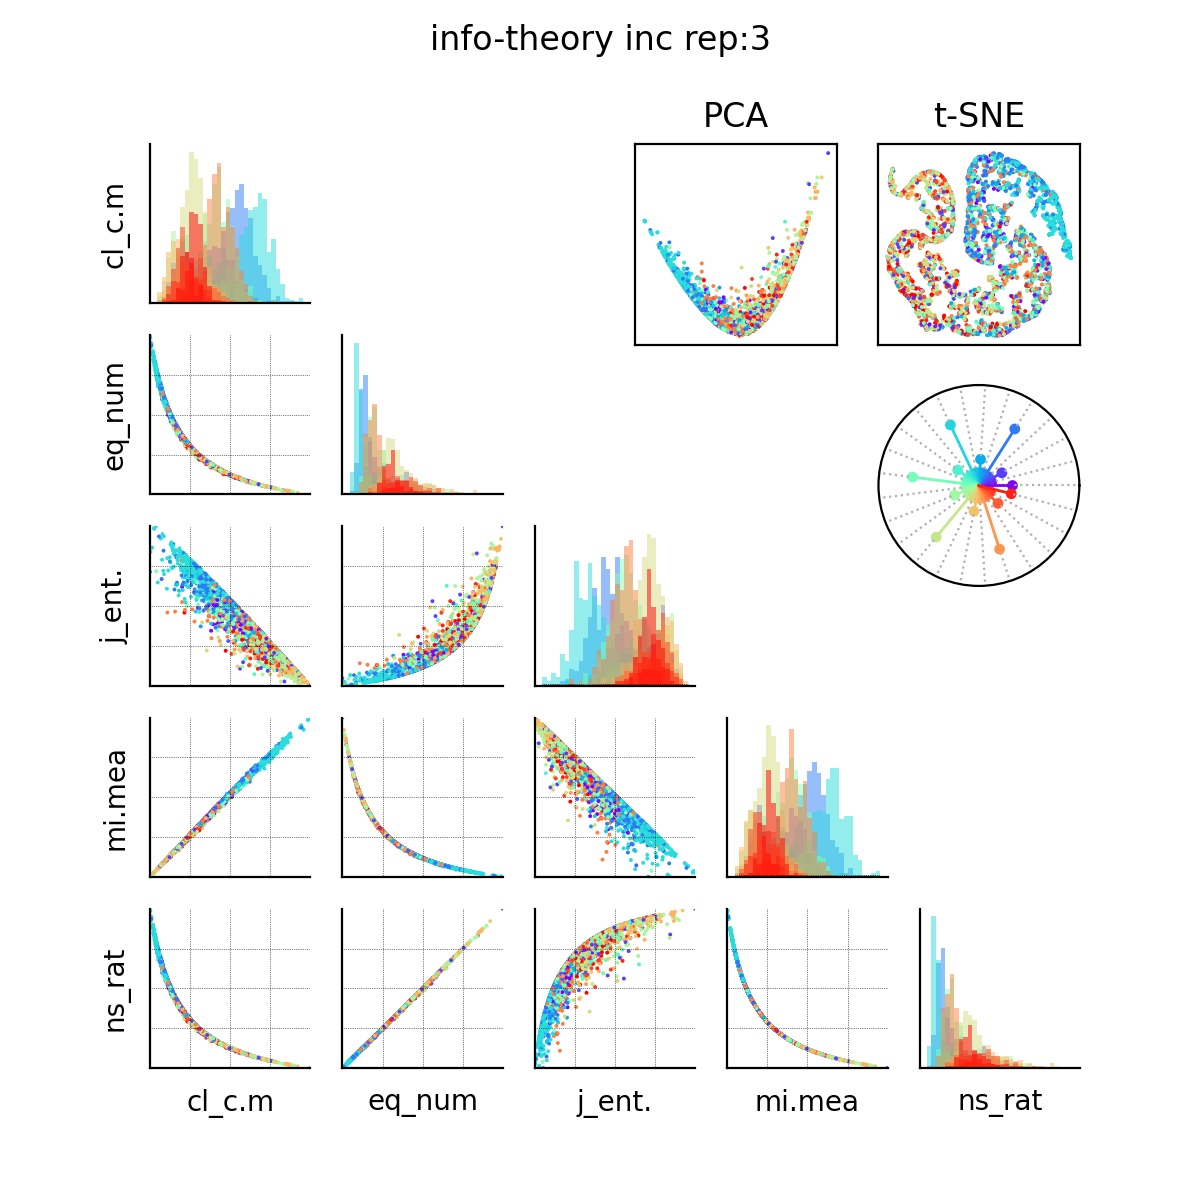 info-theory inc rep:3
PCA
t-SNE
cl_c.m
eq_num
j_ent.
mi.mea
ns_rat
cl_c.m
eq_num
j_ent.
mi.mea
ns_rat